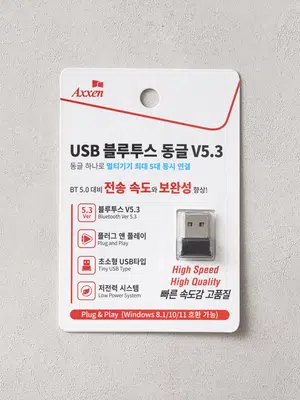 Axxen
USB 블루투스 동글 V5.3
동글 하나로 멀티기기 최대 5대 동시 연결
BT 5.0 대비 전송 속도와 보완성 향상!
5.3
Ver
블루투스 V5.3
Bluetooth Ver 5.3
플러그 앤 플레이
Plug and Play
초소형 USB타입
Tiny USB Type
저전력 시스템
Low Power System
High Speed
High Quality
빠른 속도감 고품질
Plug & Play (Windows 8.1/10/11 호환 가능)